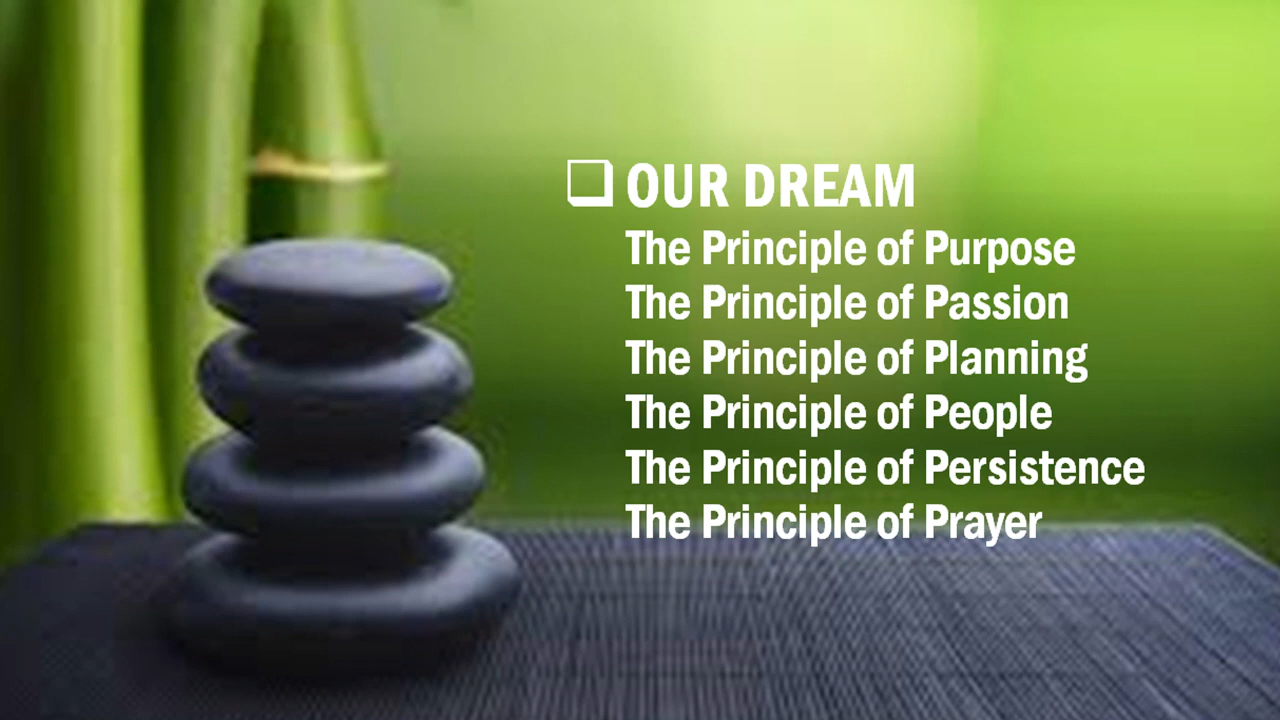 ❑ OUR DREAM
The Principle of Purpose
The Principle of Passion
The Principle of Planning
The Principle of People
The Principle of Persistence
The Principle of Prayer